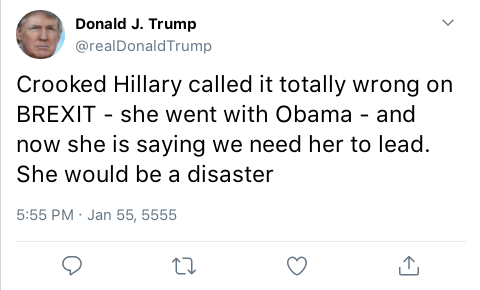 Donald J. Trump
@realDonaldTrump
Crooked Hillary called it totally wrong on
BREXIT - she went with Obama - and
now she is saying we need her to lead.
She would be a disaster
5:55 PM · Jan 55, 5555